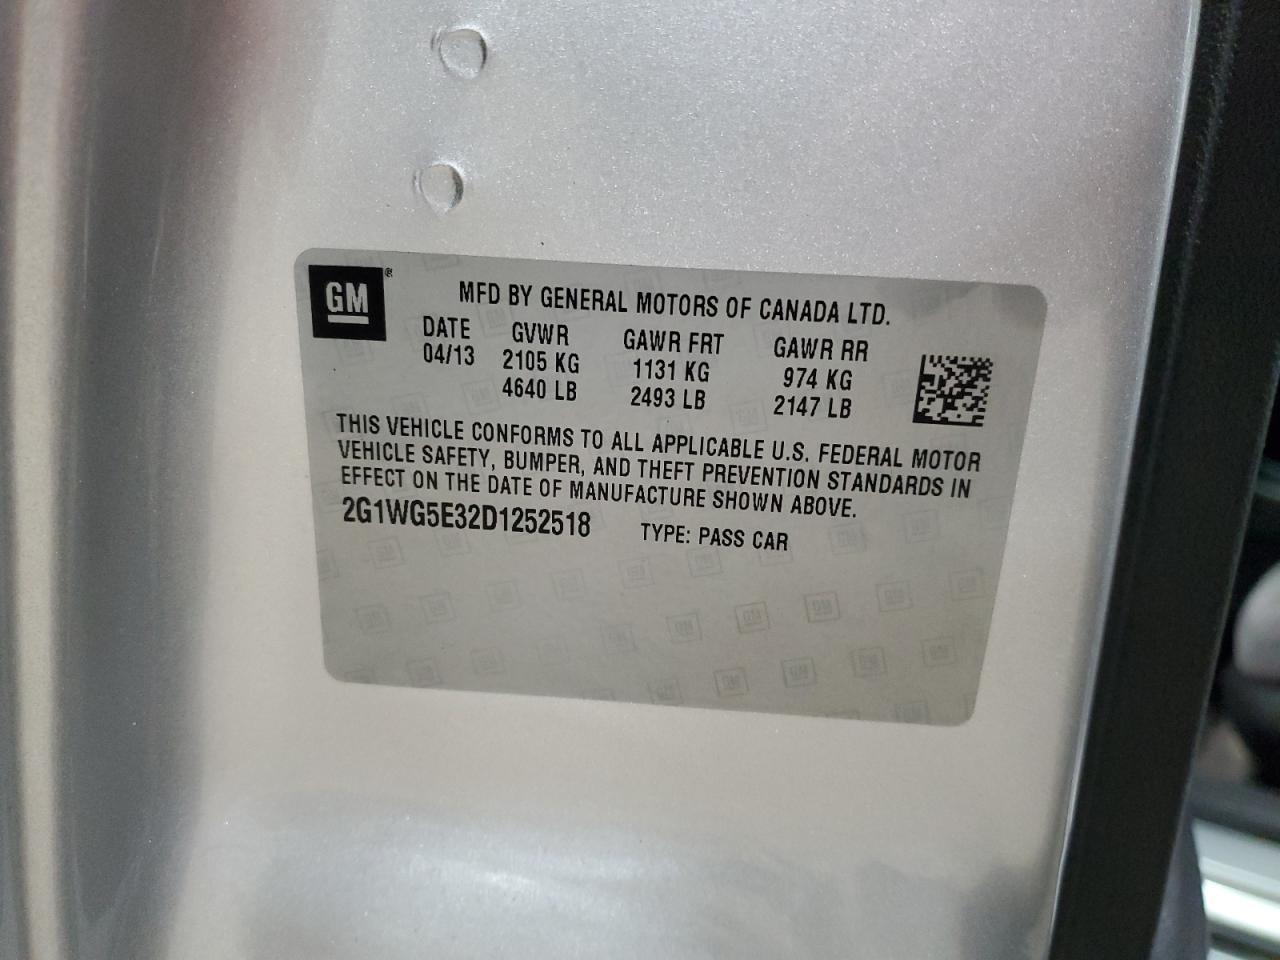 GM®
MFD BY GENERAL MOTORS OF CANADA LTD.
DATE GVWR GAWR FRT GAWR RR
04/13 2105 KG 1131 KG 974 KG
4640 LB 2493 LB 2147 LB
THIS VEHICLE CONFORMS TO ALL APPLICABLE U.S. FEDERAL MOTOR
VEHICLE SAFETY, BUMPER, AND THEFT PREVENTION STANDARDS IN
EFFECT ON THE DATE OF MANUFACTURE SHOWN ABOVE.
2G1WG5E32D1252518 TYPE: PASS CAR